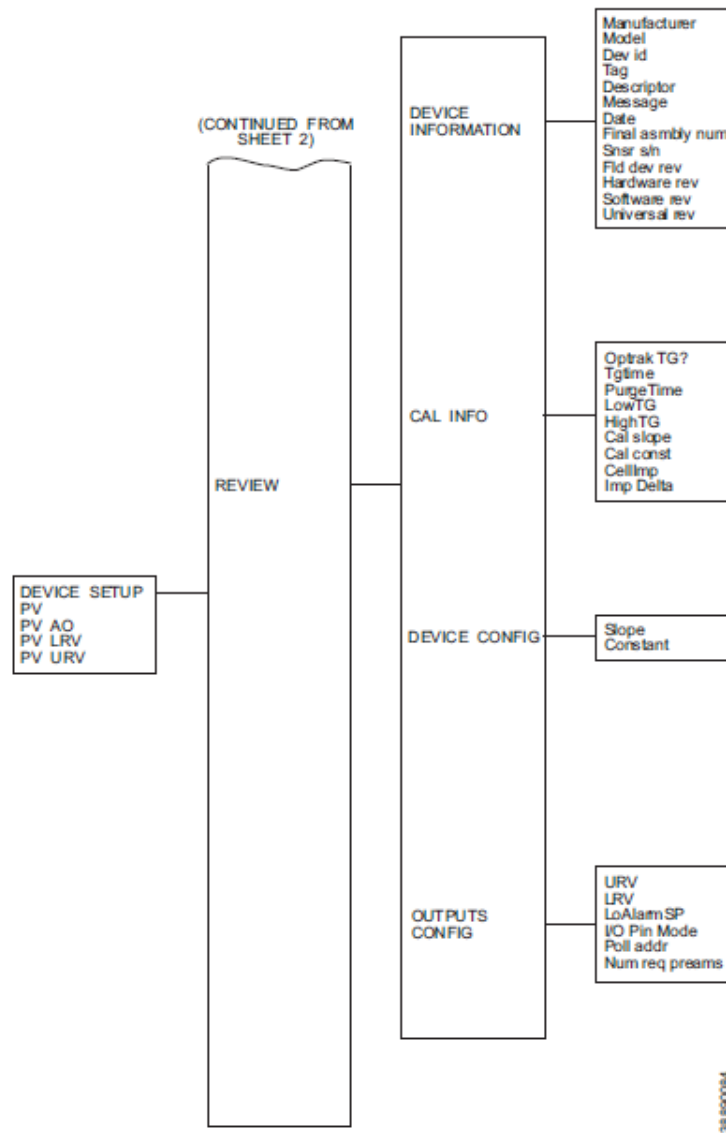 (CONTINUED FROM
SHEET 2)
DEVICE SETUP
PV
PV AO
PV LRV
PV URV
REVIEW
DEVICE
INFORMATION
Manufacturer
Model
Dev id
Tag
Descriptor
Message
Date
Final asmbly num
Snsr s/n
Fld dev rev
Hardware rev
Software rev
Universal rev
CAL INFO
Optrak TG?
Tgtime
PurgeTime
LowTG
HighTG
Cal slope
Cal const
CellImp
Imp Delta
DEVICE CONFIG
Slope
Constant
OUTPUTS
CONFIG
URV
LRV
LoAlarmSP
I/O Pin Mode
Poll addr
Num req preams